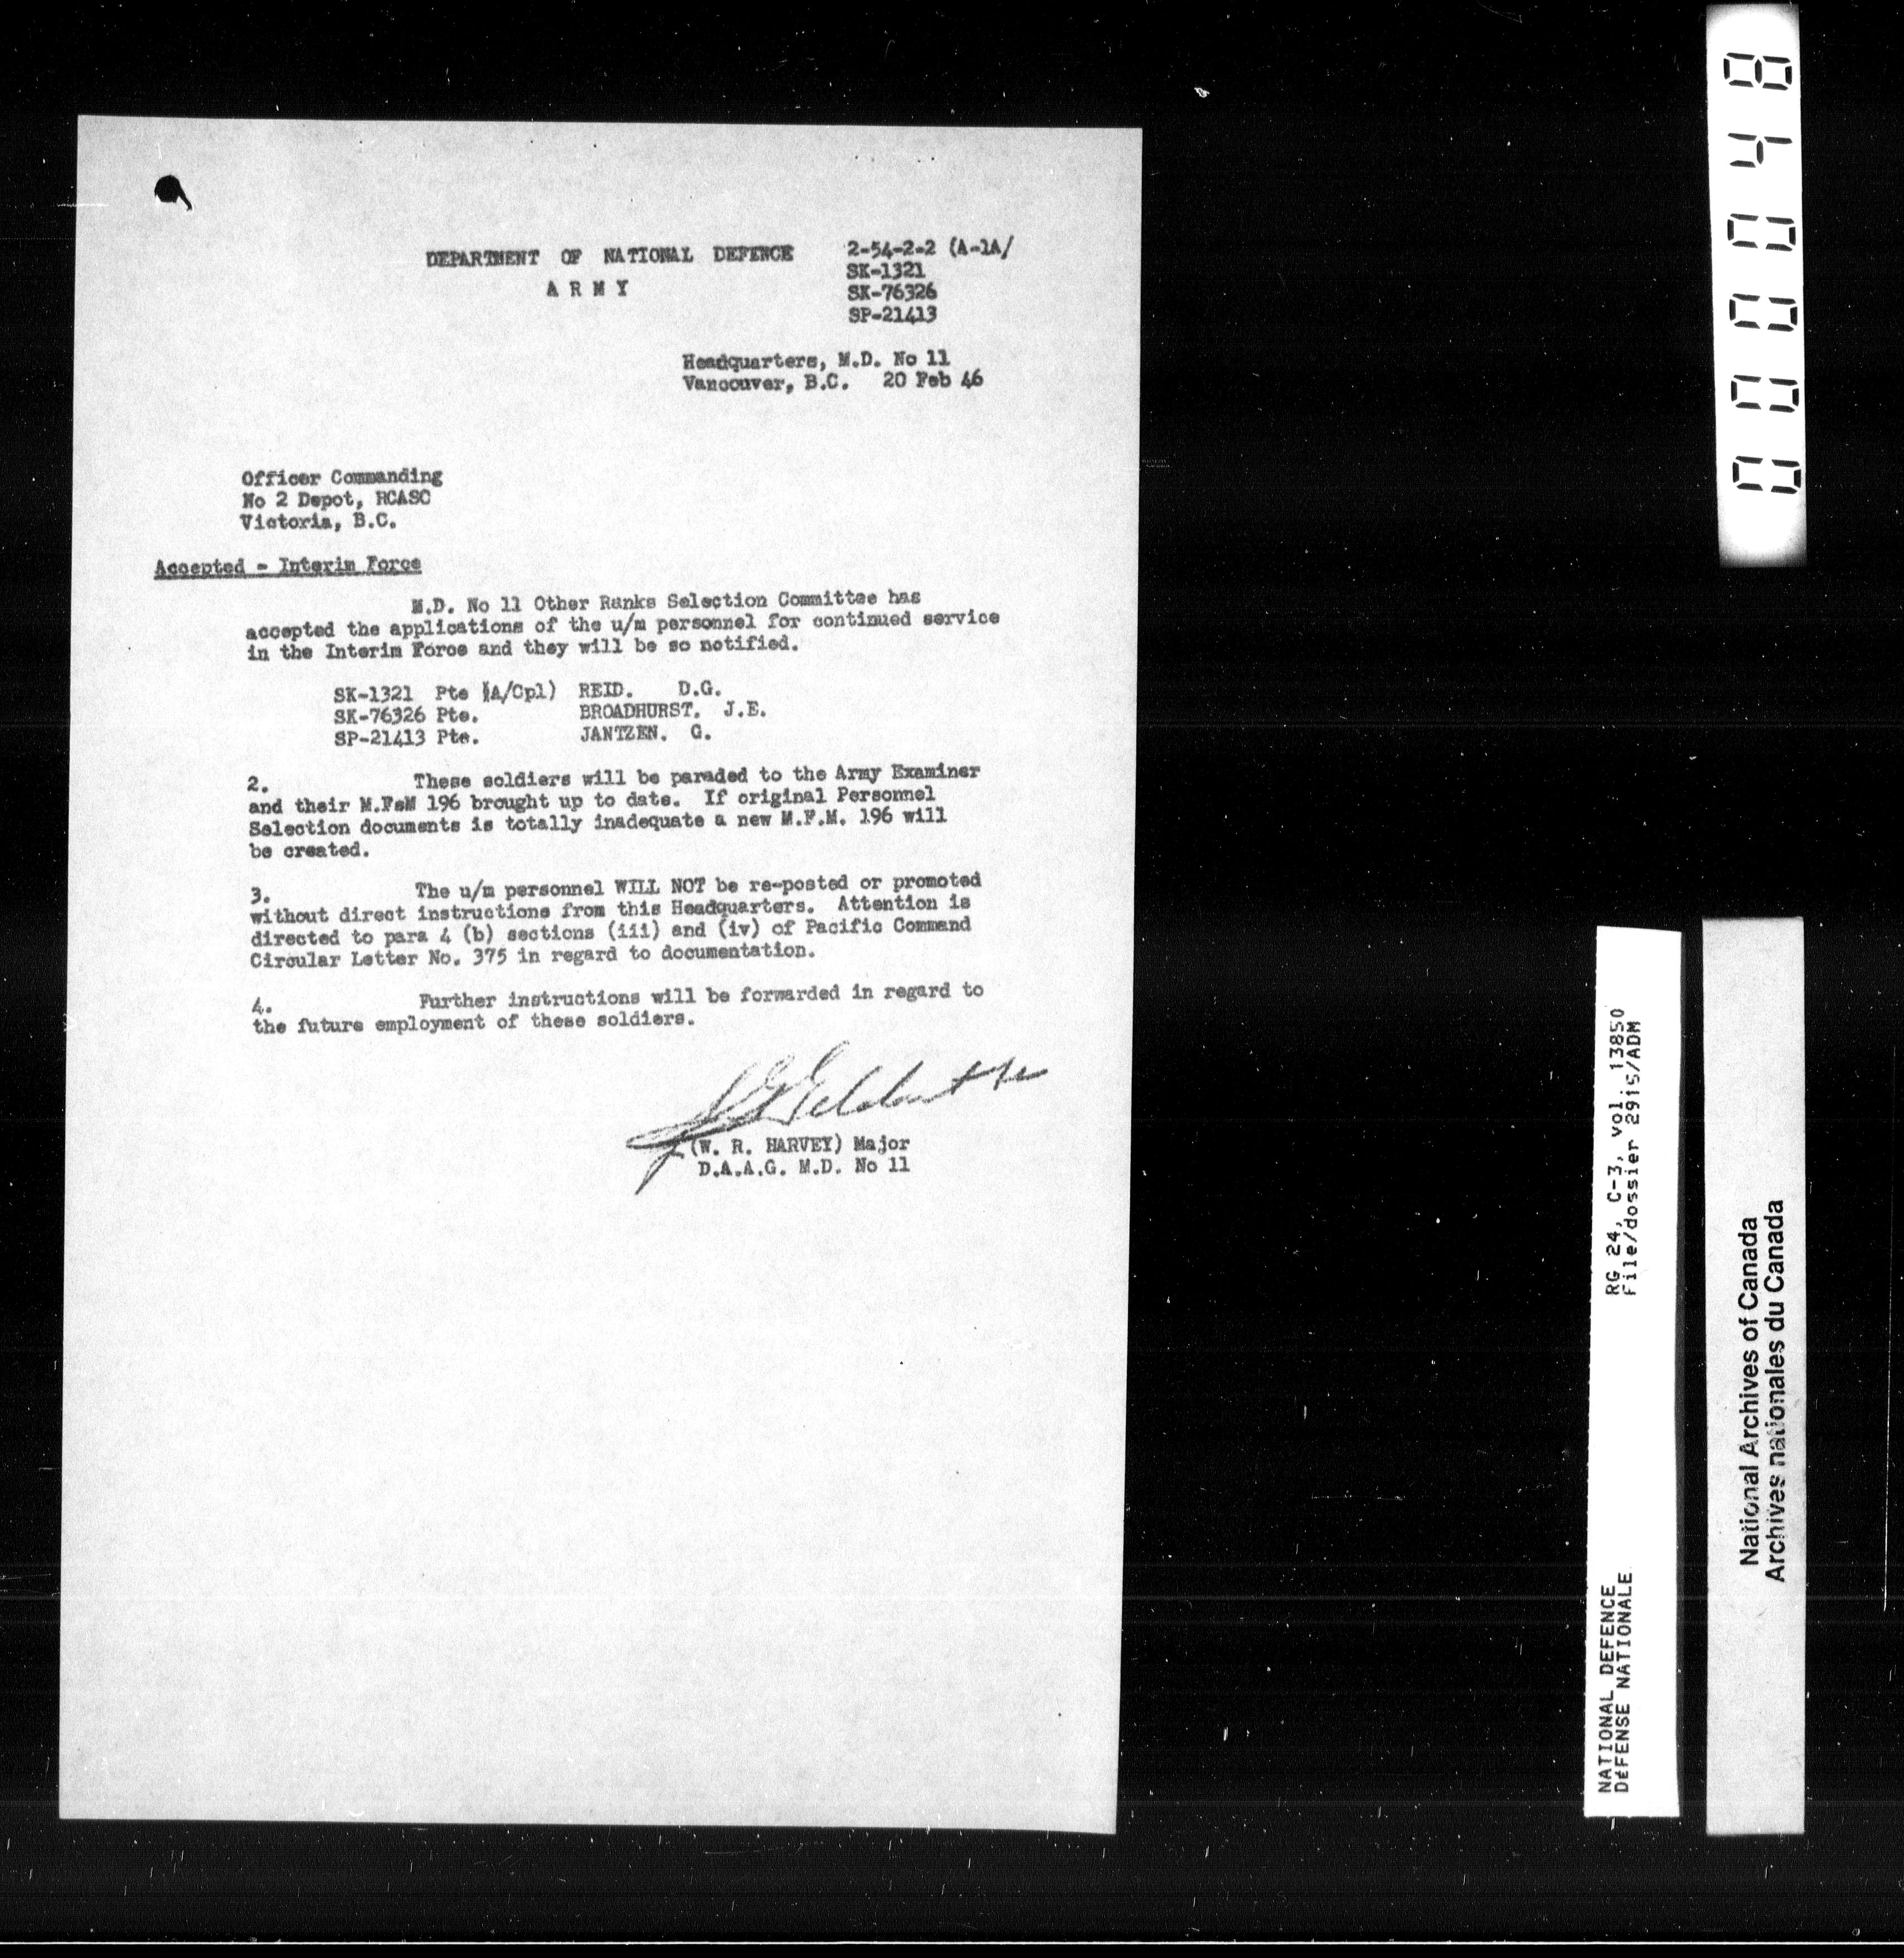 DEPARTMENT OF NATIONAL DEFENCE
ARMY
2-54-2-2 (A-1A/
SK-1321
SK-76326
SP-21413
Headquarters, M.D. No 11
Vancouver, B.C. 20 Feb 46
Officer Commanding
No 2 Depot, RCASC
Victoria, B.C.
Accepted - Interim Force
M.D. No 11 Other Ranks Selection Committee has
accepted the applications of the u/m personnel for continued service
in the Interim Force and they will be so notified.
SK-1321 Pte (A/Cpl) REID. D.G.
SK-76326 Pte. BROADHURST. J.E.
SP-21413 Pte. JANTZEN. G.
2. These soldiers will be paraded to the Army Examiner
and their M.FeM 196 brought up to date. If original Personnel
Selection documents is totally inadequate a new M.F.M. 196 will
be created.
3. The u/m personnel WILL NOT be re-posted or promoted
without direct instructions from this Headquarters. Attention is
directed to para 4 (b) sections (iii) and (iv) of Pacific Command
Circular Letter No. 375 in regard to documentation.
4. Further instructions will be forwarded in regard to
the future employment of these soldiers.
(W. R. HARVEY) Major
D.A.A.G. M.D. No 11
000048
NATIONAL DEFENCE RG 24, C-3, vol. 13850
DÉFENSE NATIONALE File/dossier 2915/ADM
National Archives of Canada
Archives nationales du Canada